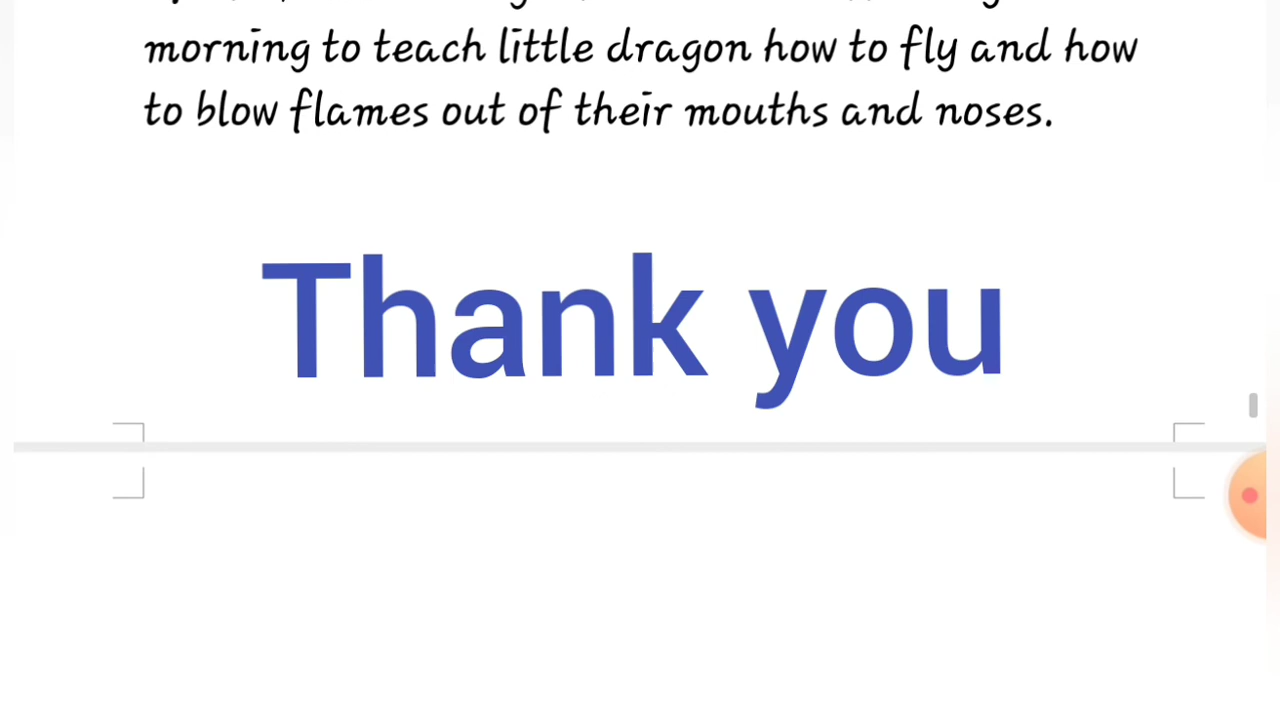 morning to teach little dragon how to fly and how
to blow flames out of their mouths and noses.
Thank you